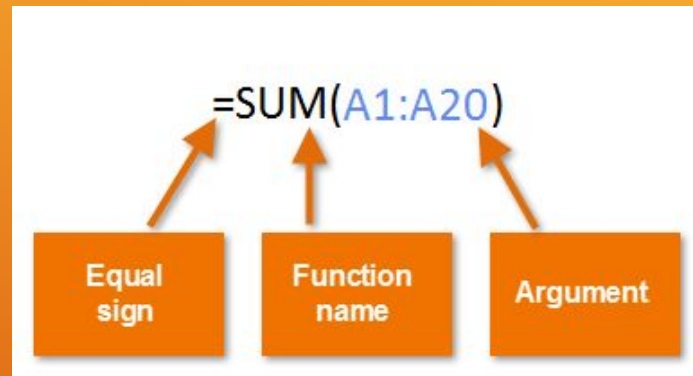 =SUM(A1:A20)
Equal
sign
Function
name
Argument